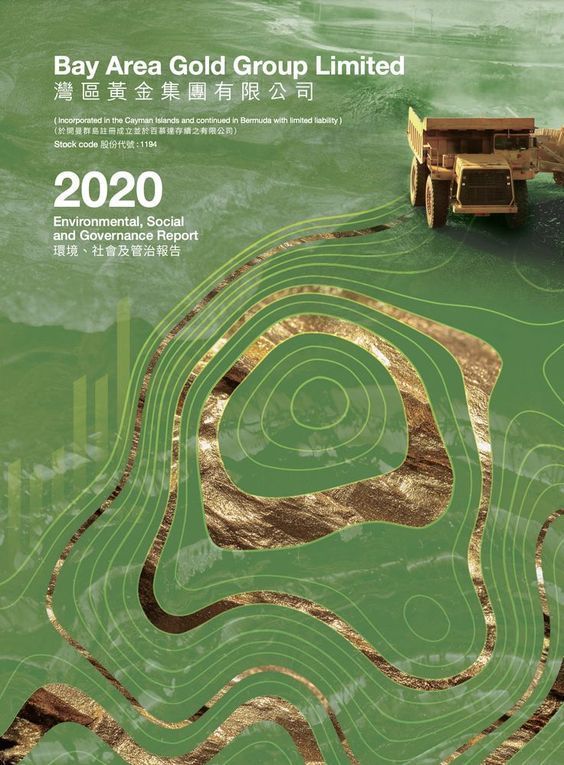 Bay Area Gold Group Limited
灣區黃金集團有限公司
( Incorporated in the Cayman Islands and continued in Bermuda with limited liability )
（於開曼群島註冊成立並於百慕達存續之有限公司）
Stock code 股份代號 : 1194
2020
Environmental, Social
and Governance Report
環境、社會及管治報告